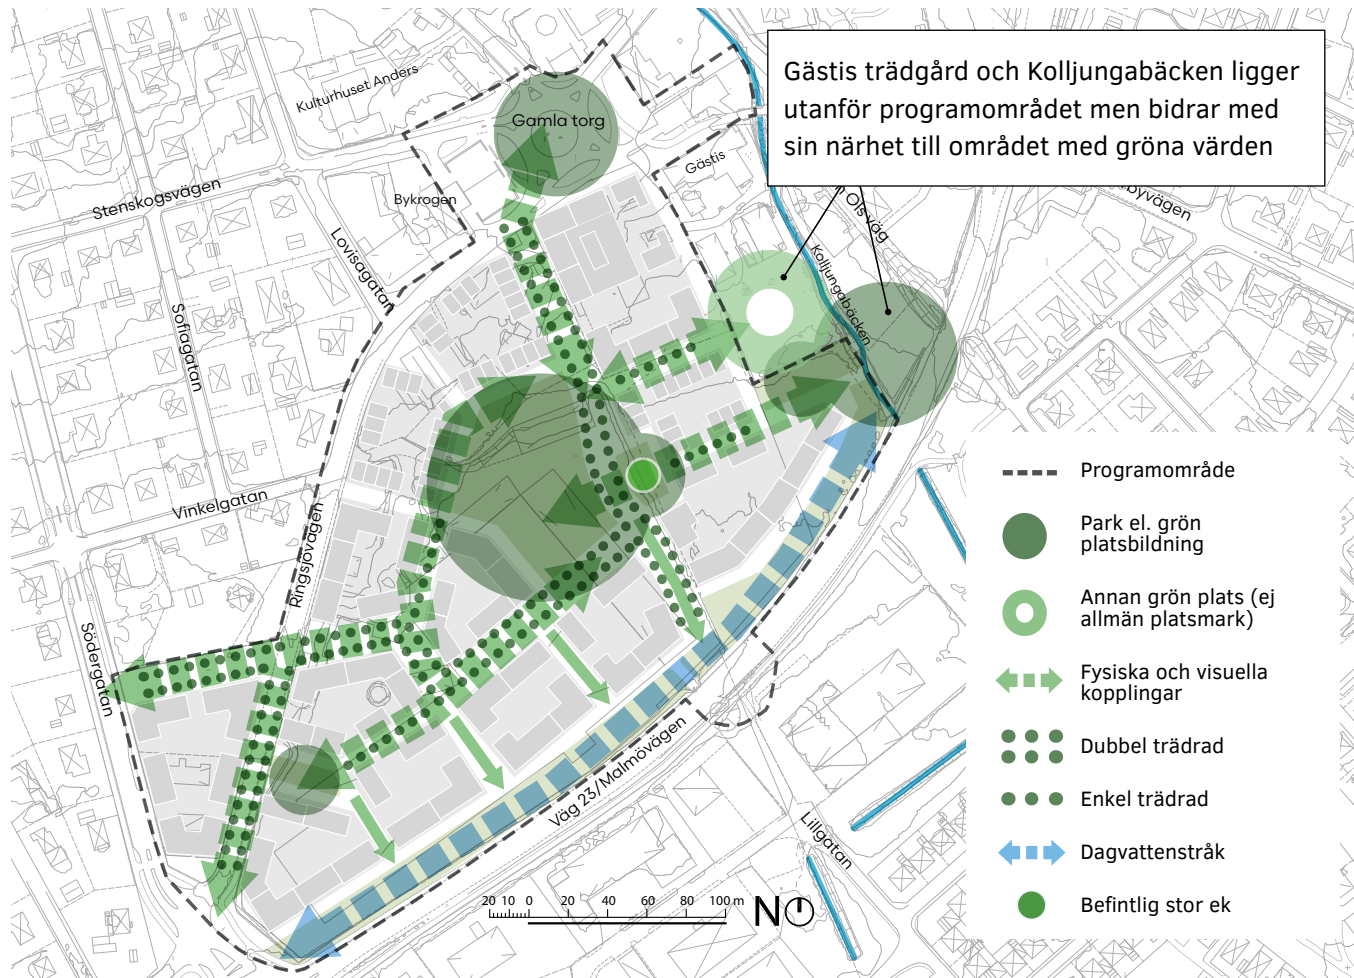 Gästis trädgård och Kolljungabäcken ligger
utanför programområdet men bidrar med
sin närhet till området med gröna värden
Kulturhuset Anders
Gamla torg
Gästis
Stenskogsvägen
Bykrogen
Ols väg
byvägen
Lovisagatan
Kolljungabäcken
Sofiagatan
Vinkelgatan
Ringsjövägen
Södergatan
Väg 23/Malmövägen
Lillgatan
Programområde
Park el. grön
platsbildning
Annan grön plats (ej
allmän platsmark)
Fysiska och visuella
kopplingar
Dubbel trädrad
Enkel trädrad
Dagvattenstråk
Befintlig stor ek
20 10 0 20 40 60 80 100 m
N